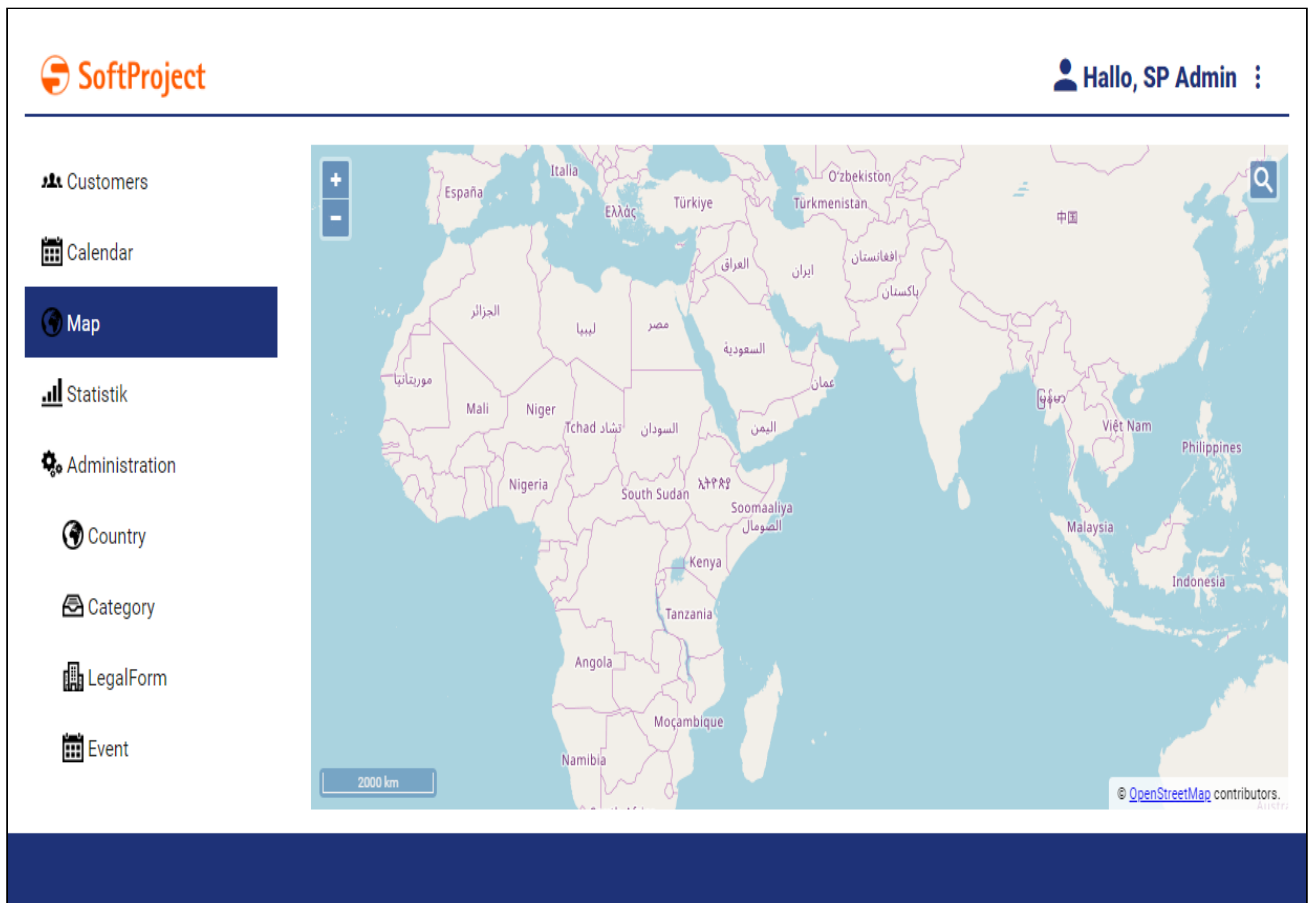 SoftProject
Hallo, SP Admin
Customers
Calendar
Map
Statistik
Administration
Country
Category
LegalForm
Event
+
−
Italia
España
Ελλάς
Türkiye
O'zbekiston
Türkmenistan
中国
العراق
ایران
افغانستان
پاکستان
الجزائر
ليبيا
مصر
السعودية
عمان
موريتانيا
Mali
Niger
Tchad تشاد
السودان
اليمن
မြန်မာ
Việt Nam
Philippines
Nigeria
South Sudan
ኢትዮጵያ
Soomaaliya
الصومال
Malaysia
Kenya
Indonesia
Tanzania
Angola
Moçambique
Namibia
2000 km
© OpenStreetMap contributors.